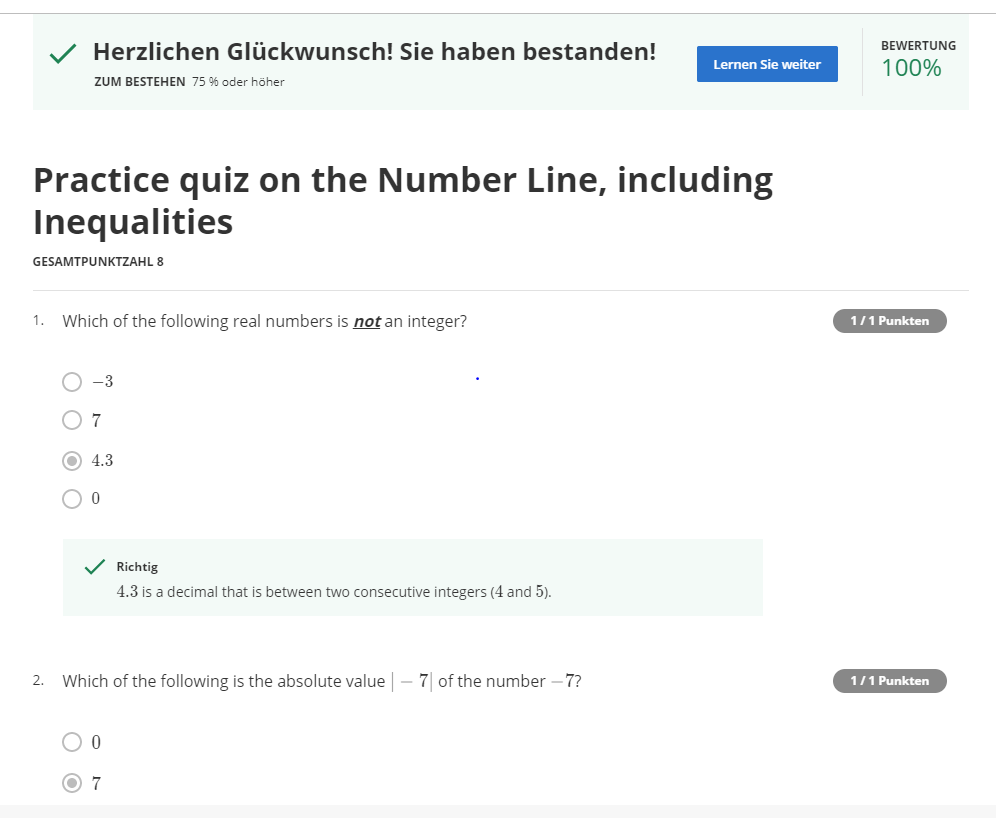 Herzlichen Glückwunsch! Sie haben bestanden!
ZUM BESTEHEN 75 % oder höher
Lernen Sie weiter
BEWERTUNG
100%
Practice quiz on the Number Line, including
Inequalities
GESAMTPUNKTZAHL 8
1. Which of the following real numbers is not an integer?
1 / 1 Punkten
−3
7
4.3
0
Richtig
4.3 is a decimal that is between two consecutive integers (4 and 5).
2. Which of the following is the absolute value |− 7| of the number −7?
1 / 1 Punkten
0
7